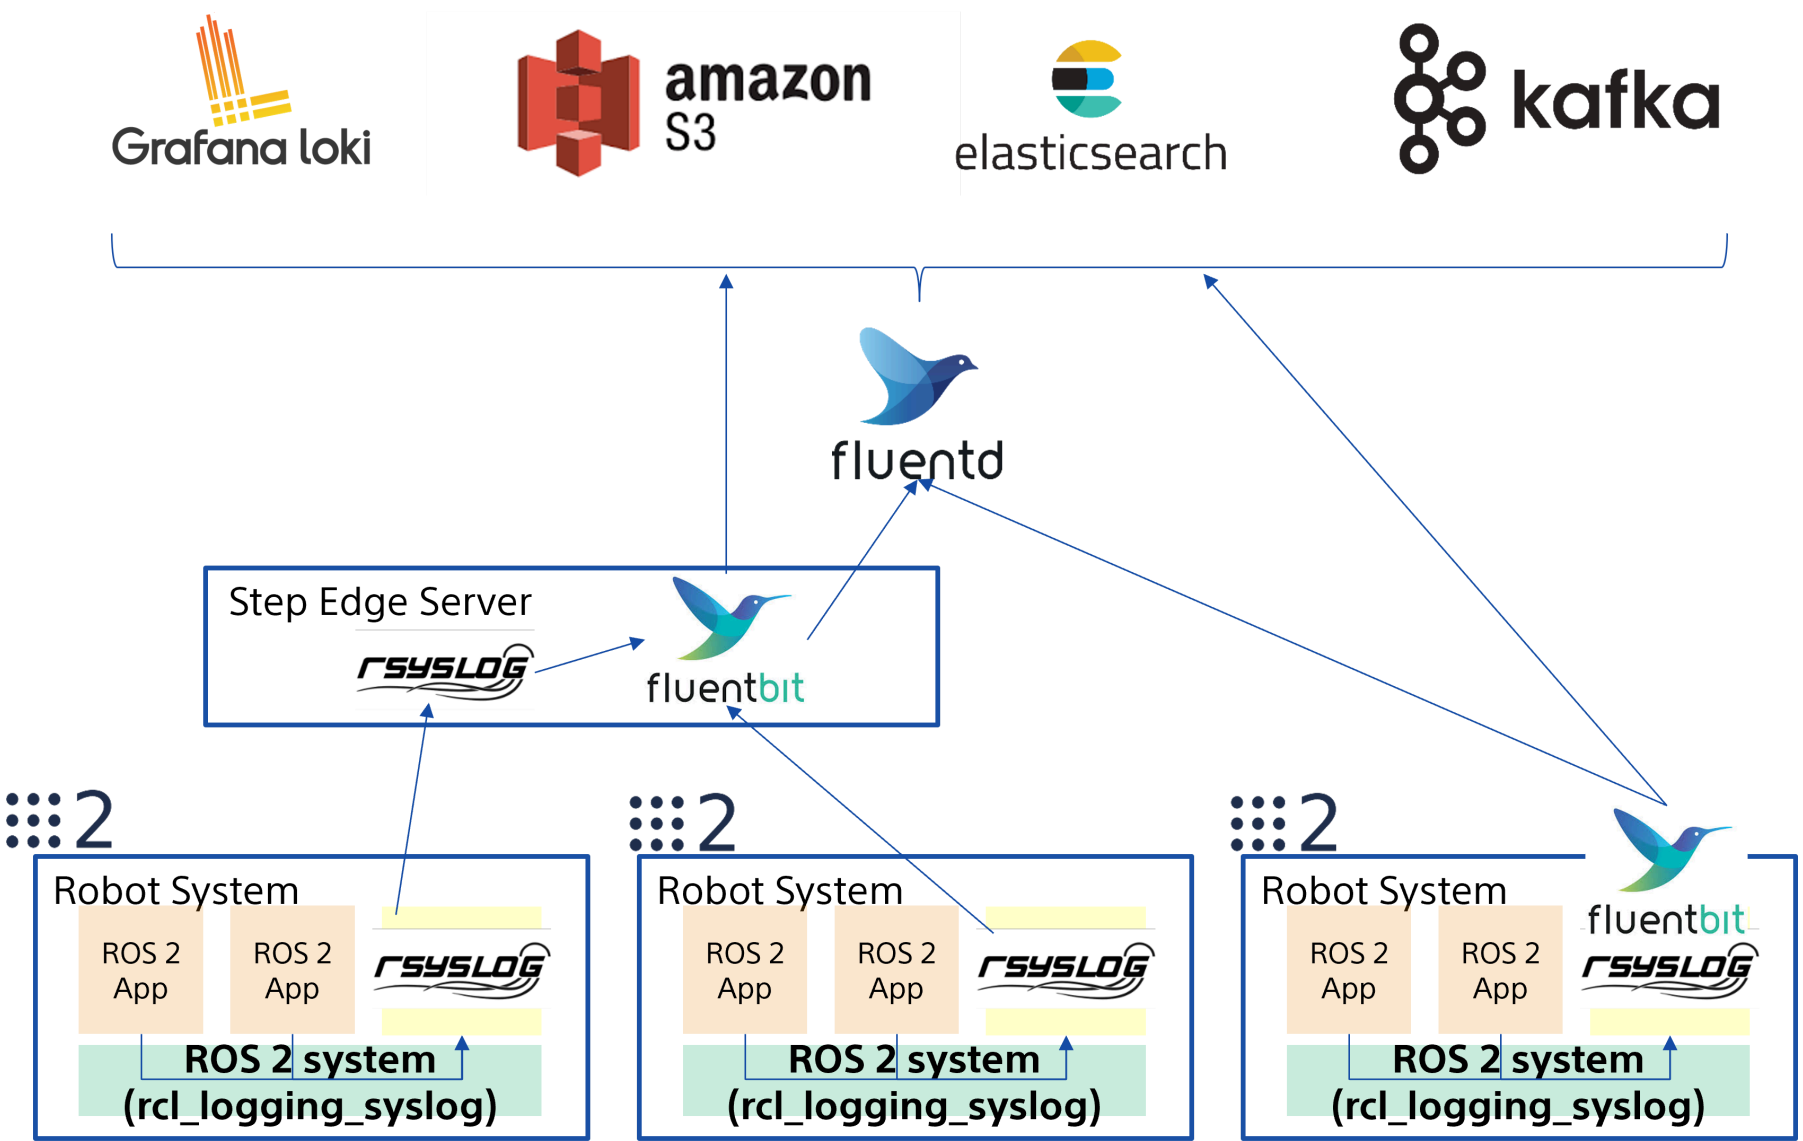 Grafana loki
amazon
S3
elasticsearch
kafka
fluentd
Step Edge Server
rsyslog
fluentbit
2
Robot System
ROS 2
App
ROS 2
App
rsyslog
ROS 2 system
(rcl_logging_syslog)
2
Robot System
ROS 2
App
ROS 2
App
rsyslog
ROS 2 system
(rcl_logging_syslog)
2
Robot System
fluentbit
ROS 2
App
ROS 2
App
rsyslog
ROS 2 system
(rcl_logging_syslog)